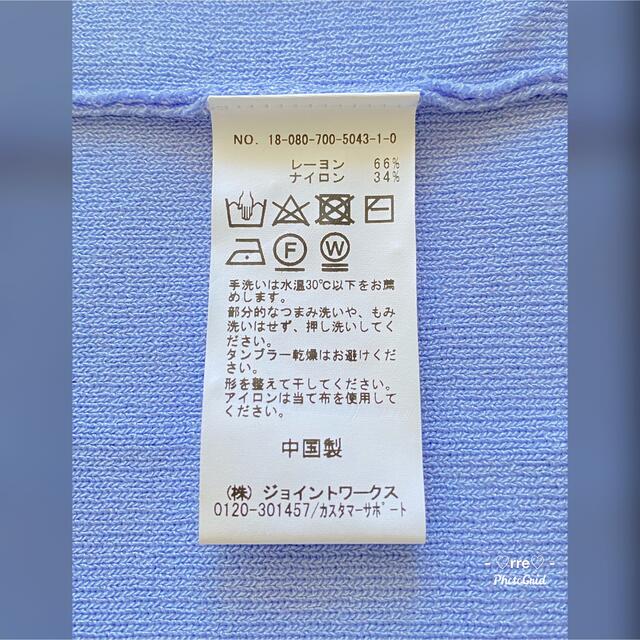 NO. 18-080-700-5043-1-0
レーヨン 66%
ナイロン 34%
F W
手洗いは水温30℃以下をお薦
めします。
部分的なつまみ洗いや、もみ
洗いはせず、押し洗いしてく
ださい。
タンブラー乾燥はお避けくだ
さい。
形を整えて干してください。
アイロンは当て布を使用して
ください。
中国製
(株) ジョイントワークス
0120-301457/カスタマーサポート
- ♡rre♡ -
PhotoGrid